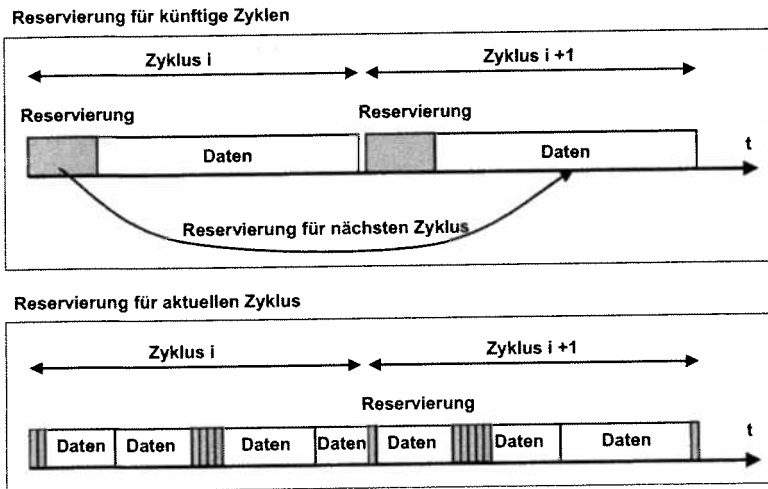 Reservierung für künftige Zyklen
Zyklus i
Zyklus i +1
Reservierung
Reservierung
Daten
Daten
t
Reservierung für nächsten Zyklus
Reservierung für aktuellen Zyklus
Zyklus i
Zyklus i +1
Reservierung
t
Daten
Daten
Daten
Daten
Daten
Daten
Daten